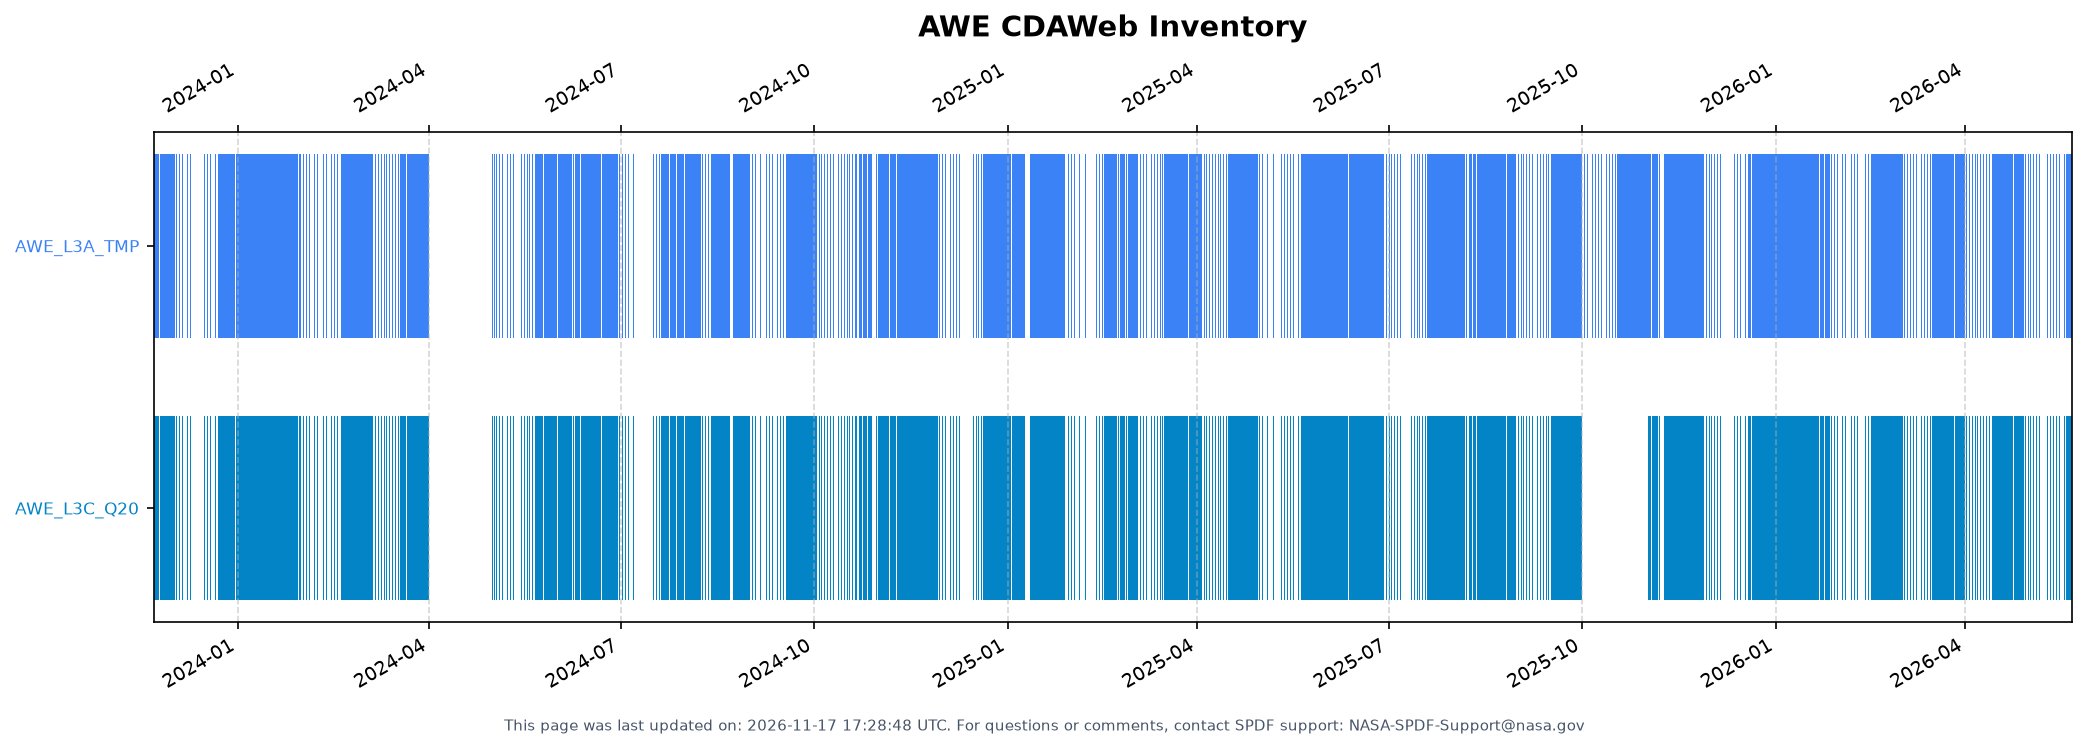 AWE CDAWeb Inventory
2024-01 2024-04 2024-07 2024-10 2025-01 2025-04 2025-07 2025-10 2026-01 2026-04
AWE_L3A_TMP
AWE_L3C_Q20
2024-01 2024-04 2024-07 2024-10 2025-01 2025-04 2025-07 2025-10 2026-01 2026-04
This page was last updated on: 2026-11-17 17:28:48 UTC. For questions or comments, contact SPDF support: NASA-SPDF-Support@nasa.gov